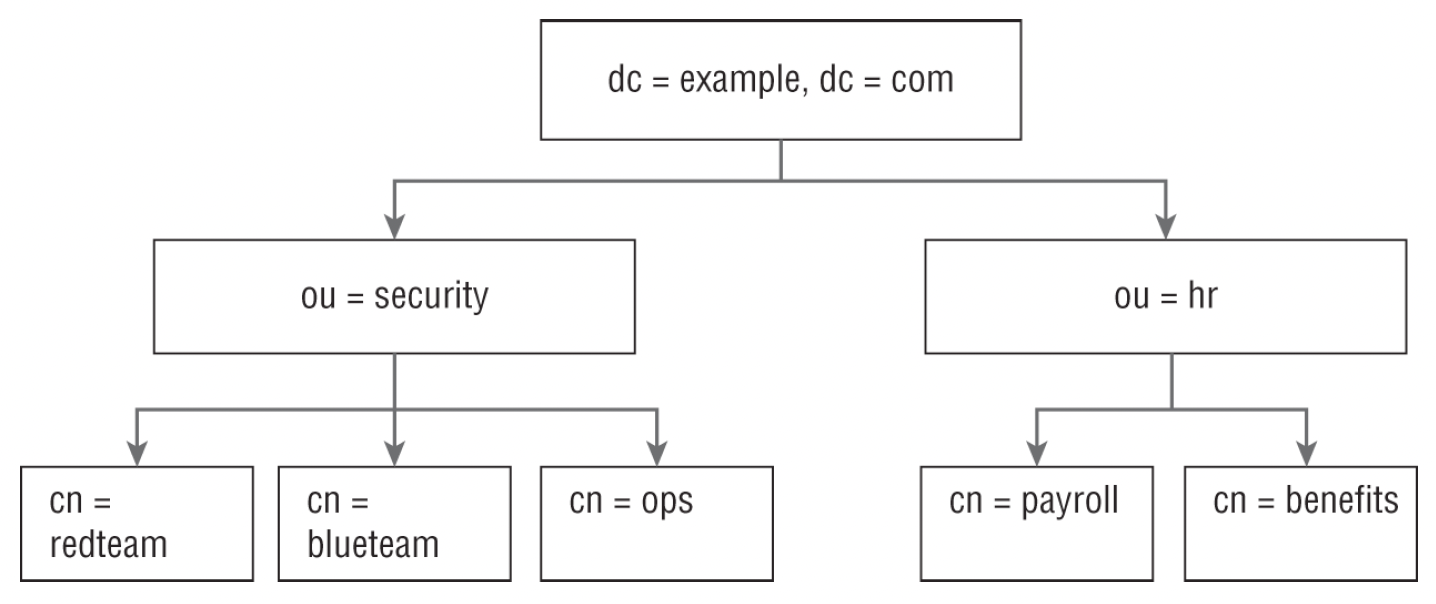 dc = example, dc = com
ou = security
ou = hr
cn =
redteam
cn =
blueteam
cn = ops
cn = payroll
cn = benefits